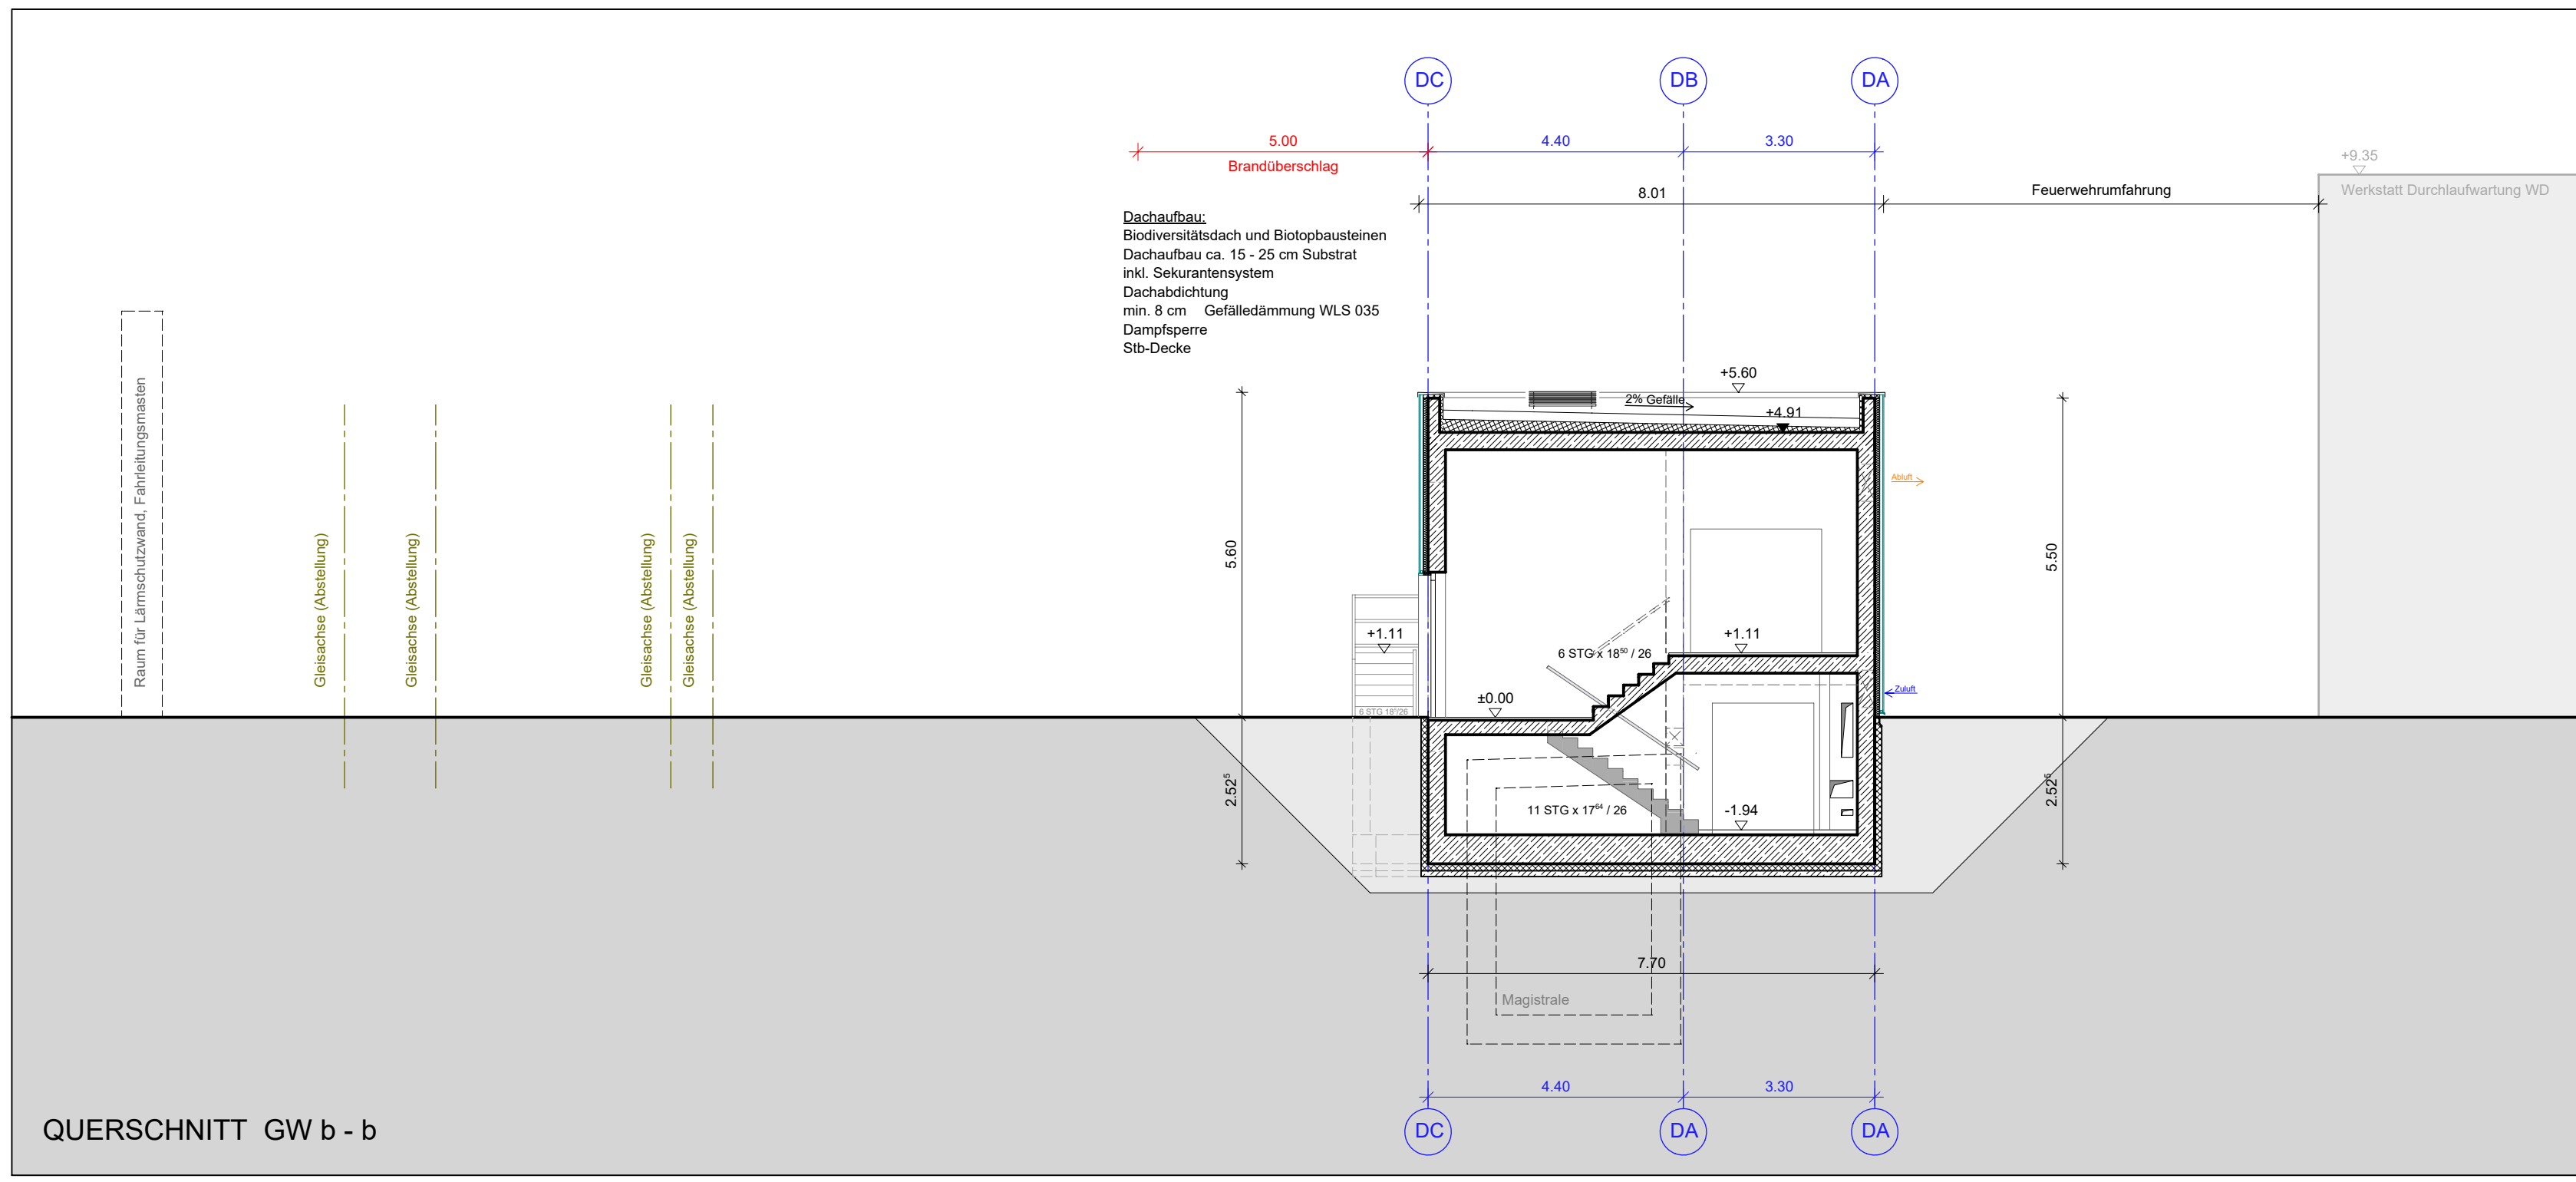 DC
DB
DA
5.00
4.40
3.30
Brandüberschlag
+9.35
8.01
Feuerwehrumfahrung
Werkstatt Durchlaufwartung WD
Dachaufbau:
Biodiversitätsdach und Biotopbausteinen
Dachaufbau ca. 15 - 25 cm Substrat
inkl. Sekurantensystem
Dachabdichtung
min. 8 cm Gefälledämmung WLS 035
Dampfsperre
Stb-Decke
+5.60
2% Gefälle
+4.91
Raum für Lärmschutzwand, Fahrleitungsmasten
Gleisachse (Abstellung)
Gleisachse (Abstellung)
Gleisachse (Abstellung)
Gleisachse (Abstellung)
Abluft
5.60
5.50
+1.11
+1.11
6 STG x 18⁵⁰ / 26
Zuluft
±0.00
6 STG 18⁵/26
2.52⁵
2.52⁵
11 STG x 17⁶⁴ / 26
-1.94
7.70
Magistrale
4.40
3.30
QUERSCHNITT GW b - b
DC
DA
DA